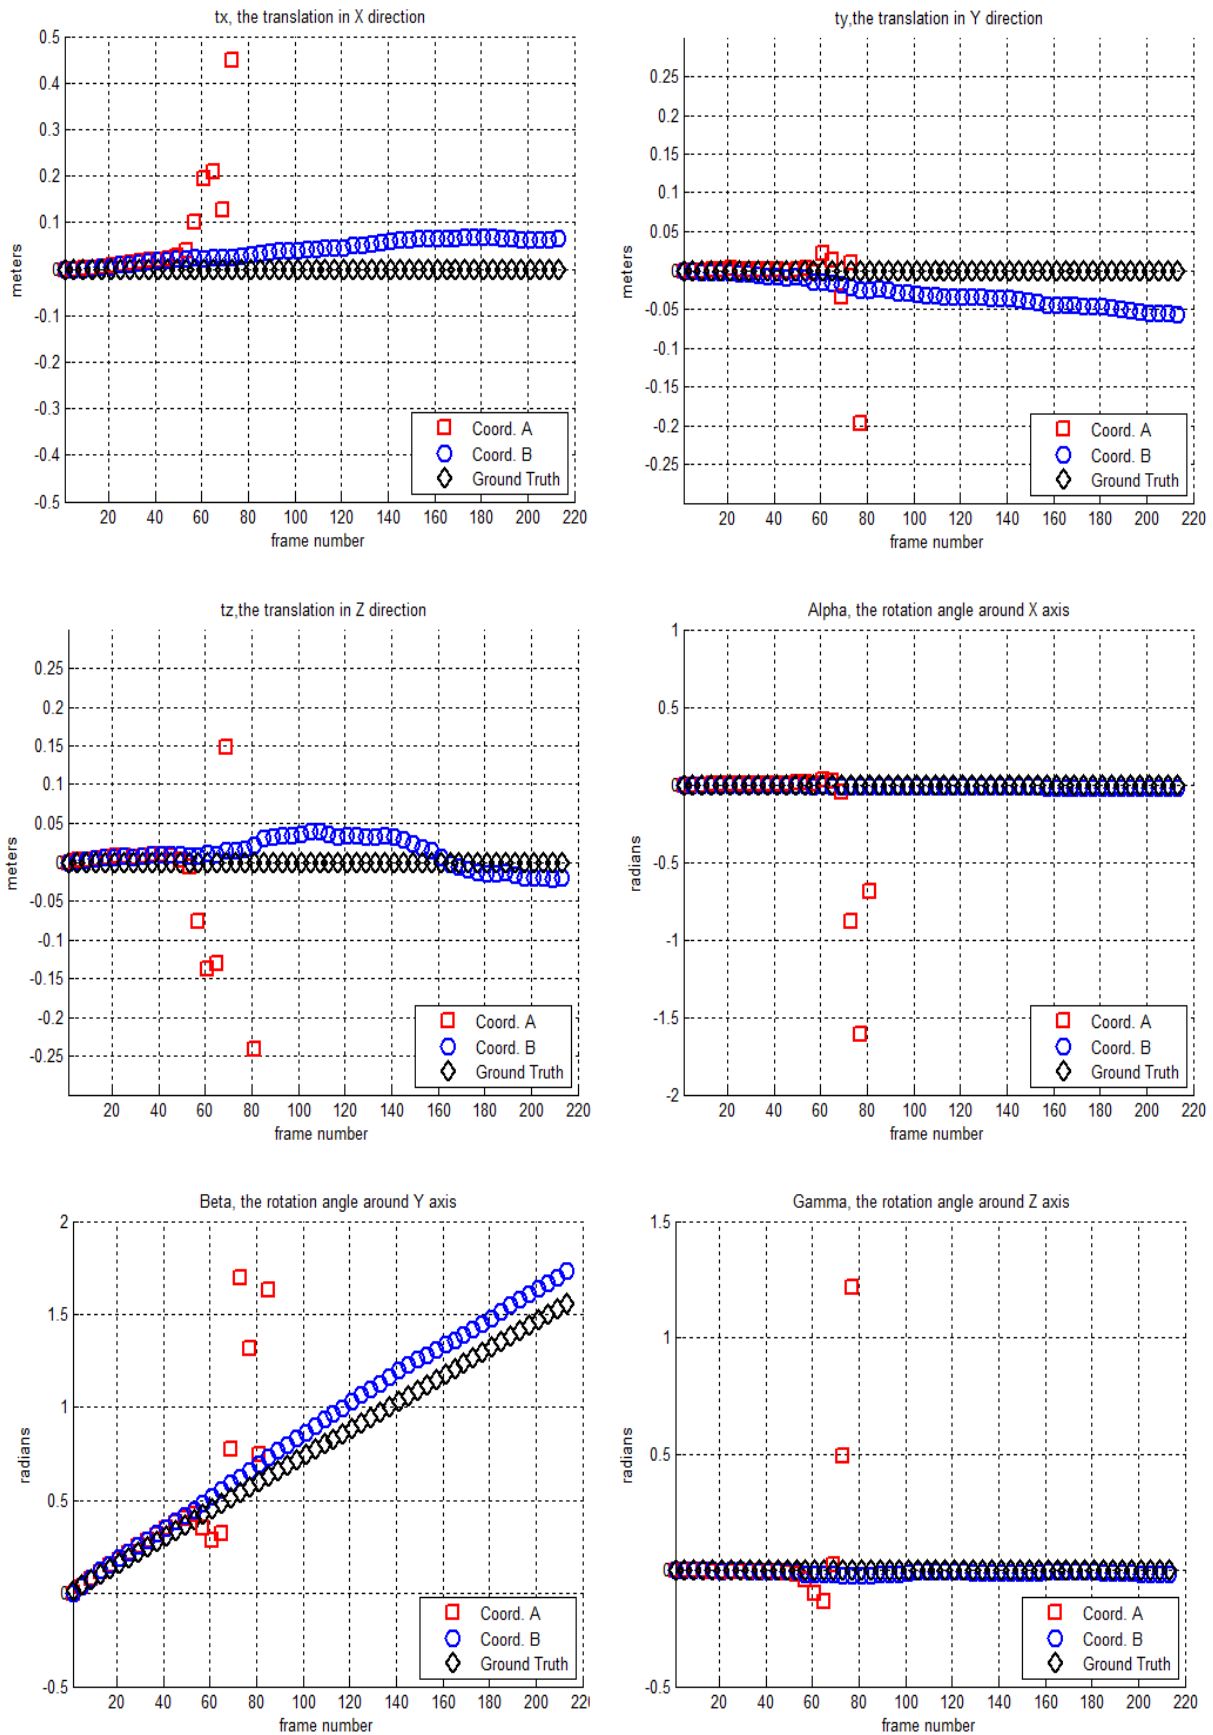 tx, the translation in X direction
0.5
0.4
0.3
0.2
0.1
0
-0.1
-0.2
-0.3
-0.4
-0.5
meters
20 40 60 80 100 120 140 160 180 200 220
frame number
Coord. A
Coord. B
Ground Truth
ty,the translation in Y direction
0.25
0.2
0.15
0.1
0.05
0
-0.05
-0.1
-0.15
-0.2
-0.25
meters
20 40 60 80 100 120 140 160 180 200 220
frame number
Coord. A
Coord. B
Ground Truth
tz,the translation in Z direction
0.25
0.2
0.15
0.1
0.05
0
-0.05
-0.1
-0.15
-0.2
-0.25
meters
20 40 60 80 100 120 140 160 180 200 220
frame number
Coord. A
Coord. B
Ground Truth
Alpha, the rotation angle around X axis
1
0.5
0
-0.5
-1
-1.5
-2
radians
20 40 60 80 100 120 140 160 180 200 220
frame number
Coord. A
Coord. B
Ground Truth
Beta, the rotation angle around Y axis
2
1.5
1
0.5
0
-0.5
radians
20 40 60 80 100 120 140 160 180 200 220
frame number
Coord. A
Coord. B
Ground Truth
Gamma, the rotation angle around Z axis
1.5
1
0.5
0
-0.5
radians
20 40 60 80 100 120 140 160 180 200 220
frame number
Coord. A
Coord. B
Ground Truth